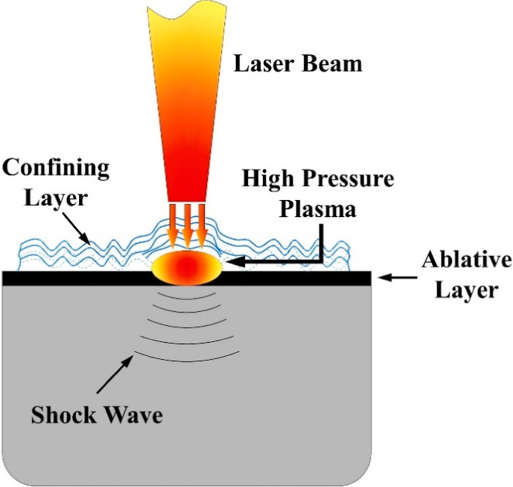 Laser Beam
Confining
Layer
High Pressure
Plasma
Ablative
Layer
Shock Wave